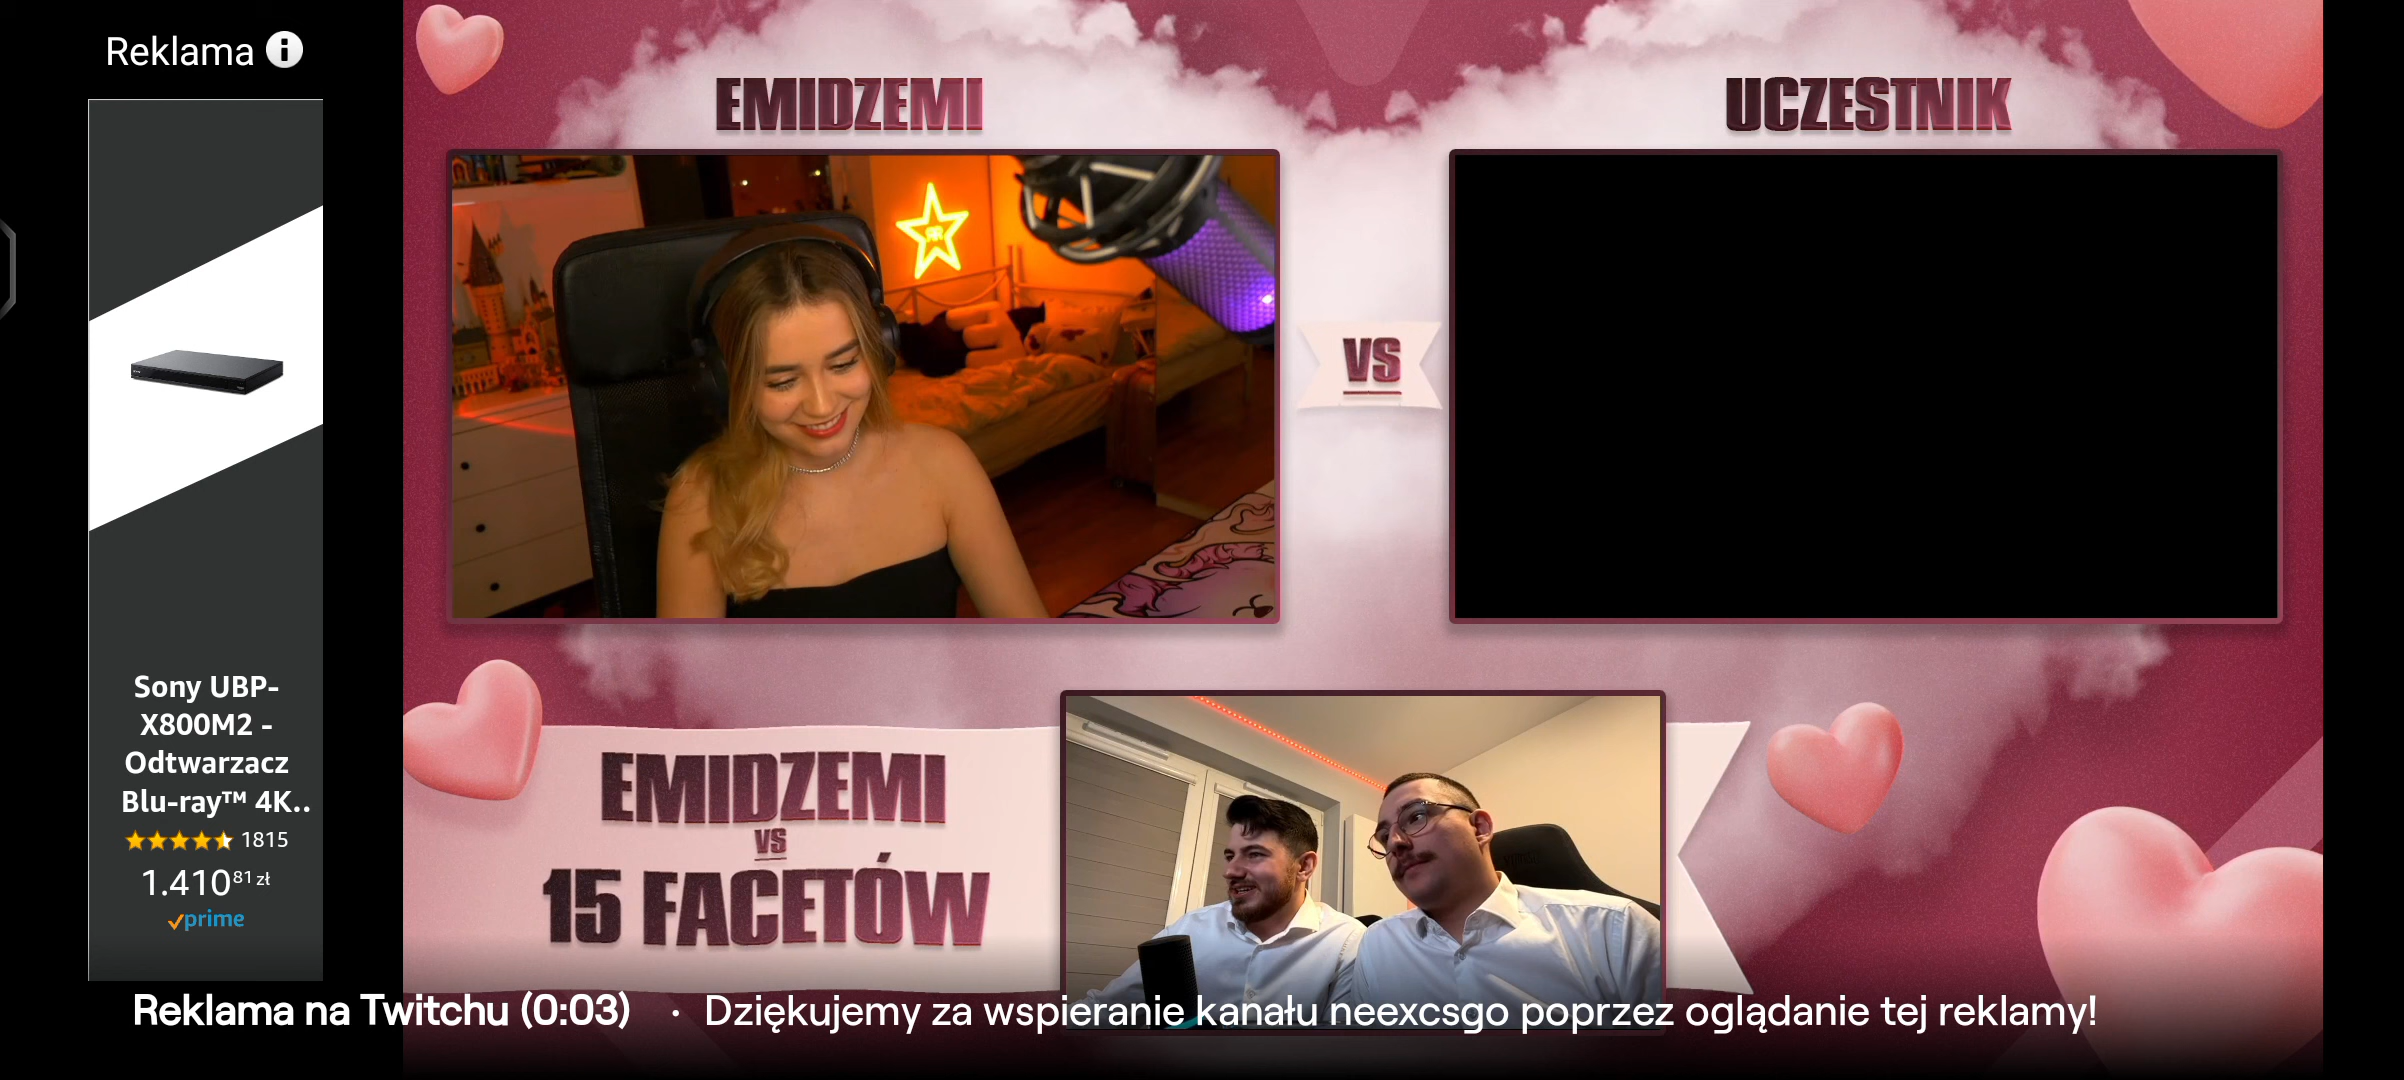 Reklama
Sony UBP-
X800M2 -
Odtwarzacz
Blu-ray™ 4K..
1815
1.410⁸¹ zł
prime
EMIDZEMI
UCZESTNIK
VS
EMIDZEMI
VS
15 FACETÓW
Reklama na Twitchu (0:03) • Dziękujemy za wspieranie kanału neexcsgo poprzez oglądanie tej reklamy!